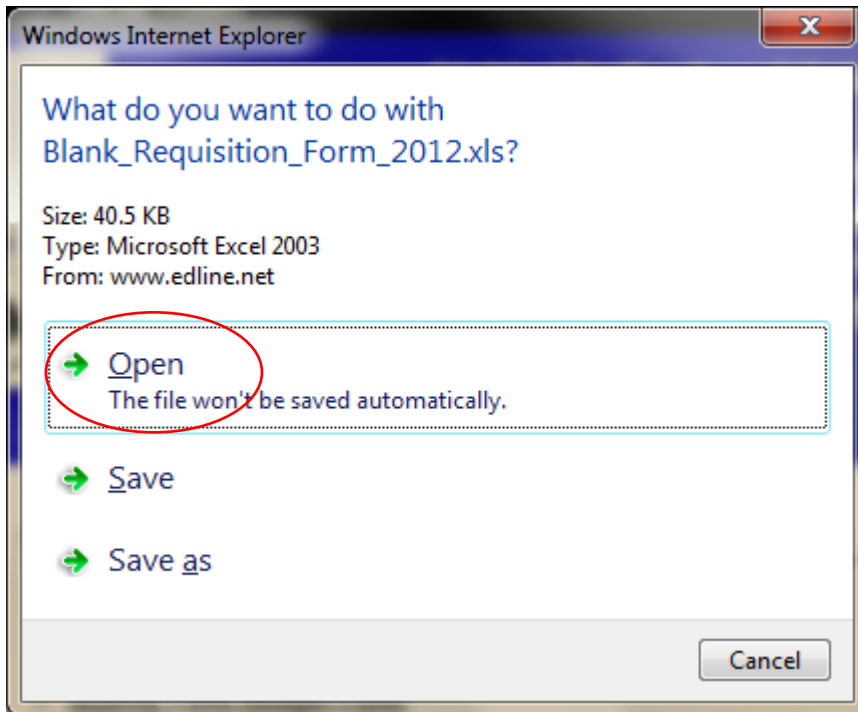 Windows Internet Explorer
What do you want to do with
Blank_Requisition_Form_2012.xls?
Size: 40.5 KB
Type: Microsoft Excel 2003
From: www.edline.net
Open
The file won't be saved automatically.
Save
Save as
Cancel